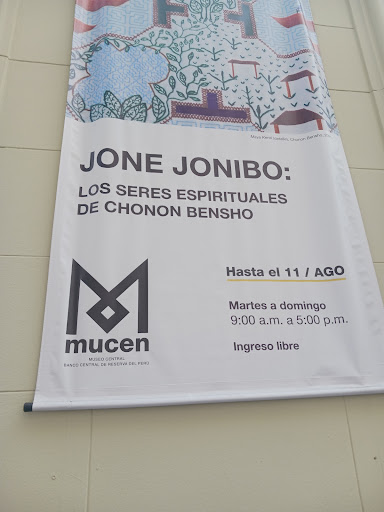 JONE JONIBO:
LOS SERES ESPIRITUALES
DE CHONON BENSHO
Hasta el 11 / AGO
Martes a domingo
9:00 a.m. a 5:00 p.m.
Ingreso libre
mucen
MUSEO CENTRAL
BANCO CENTRAL DE RESERVA DEL PERÚ